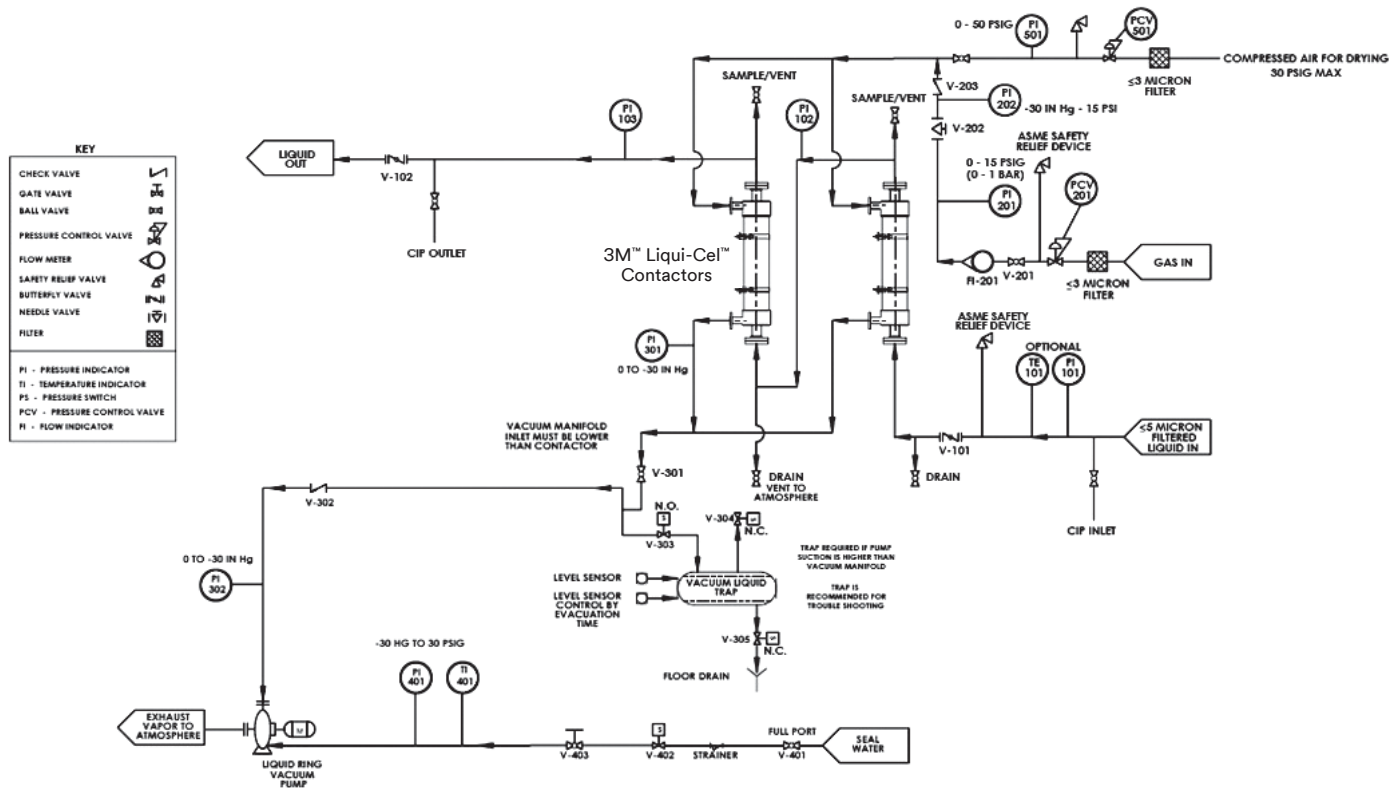 0 - 50 PSIG
PI
501
PCV
501
COMPRESSED AIR FOR DRYING
30 PSIG MAX
≤3 MICRON
FILTER
SAMPLE/VENT
SAMPLE/VENT
V-203
PI
202
-30 IN Hg - 15 PSI
V-202
PI
103
PI
102
ASME SAFETY
RELIEF DEVICE
LIQUID
OUT
V-102
0 - 15 PSIG
(0 - 1 BAR)
PI
201
PCV
201
CIP OUTLET
3M™ Liqui-Cel™
Contactors
FI-201
V-201
≤3 MICRON
FILTER
GAS IN
KEY
CHECK VALVE
GATE VALVE
BALL VALVE
PRESSURE CONTROL VALVE
FLOW METER
SAFETY RELIEF VALVE
BUTTERFLY VALVE
NEEDLE VALVE
FILTER
PI - PRESSURE INDICATOR
TI - TEMPERATURE INDICATOR
PS - PRESSURE SWITCH
PCV - PRESSURE CONTROL VALVE
FI - FLOW INDICATOR
PI
301
0 TO -30 IN Hg
ASME SAFETY
RELIEF DEVICE
OPTIONAL
TE
101
PI
101
VACUUM MANIFOLD
INLET MUST BE LOWER
THAN CONTACTOR
V-101
≤5 MICRON
FILTERED
LIQUID IN
V-301
DRAIN
VENT TO
ATMOSPHERE
DRAIN
CIP INLET
V-302
N.O.
S
V-303
V-304
N.C.
0 TO -30 IN Hg
PI
302
LEVEL SENSOR
LEVEL SENSOR
CONTROL BY
EVACUATION
TIME
VACUUM LIQUID
TRAP
TRAP REQUIRED IF PUMP
SUCTION IS HIGHER THAN
VACUUM MANIFOLD
TRAP IS
RECOMMENDED FOR
TROUBLE SHOOTING
V-305
N.C.
FLOOR DRAIN
-30 HG TO 30 PSIG
PI
401
TI
401
EXHAUST
VAPOR TO
ATMOSPHERE
M
LIQUID RING
VACUUM
PUMP
V-403
S
V-402
STRAINER
FULL PORT
V-401
SEAL
WATER